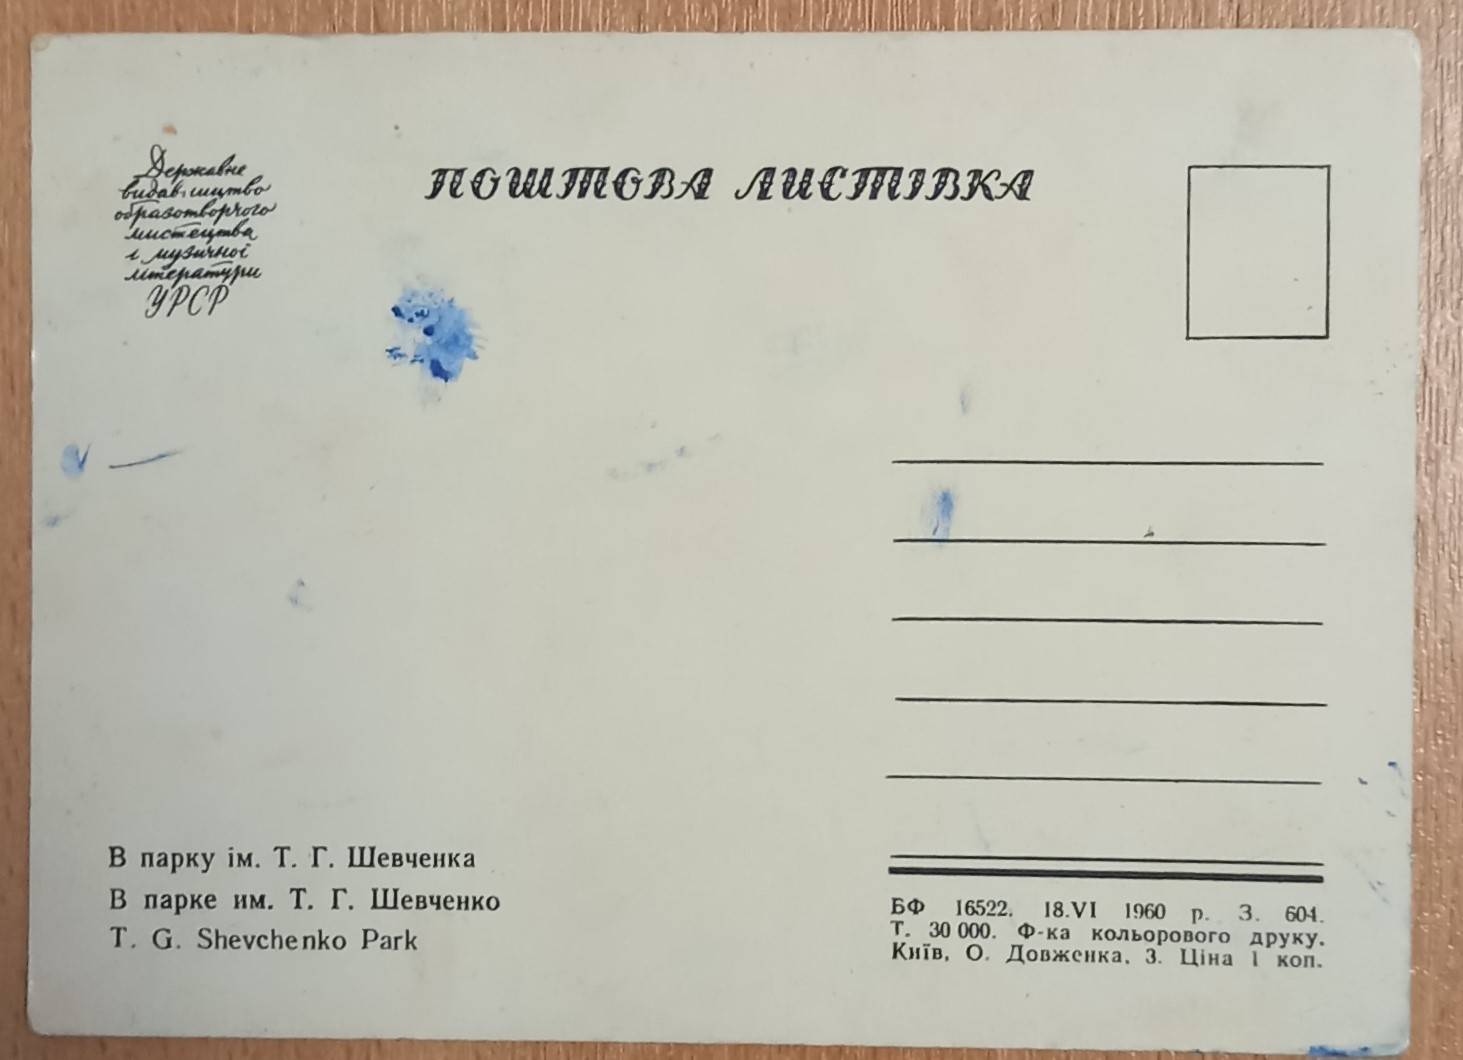 Державне
видавництво
образотворчого
мистецтва
і музичної
літератури
УРСР
ПОШТОВА ЛИСТІВКА
В парку ім. Т. Г. Шевченка
В парке им. Т. Г. Шевченко
T. G. Shevchenko Park
БФ 16522. 18.VI 1960 р. З. 604.
Т. 30 000. Ф-ка кольорового друку.
Київ, О. Довженка, 3. Ціна 1 коп.